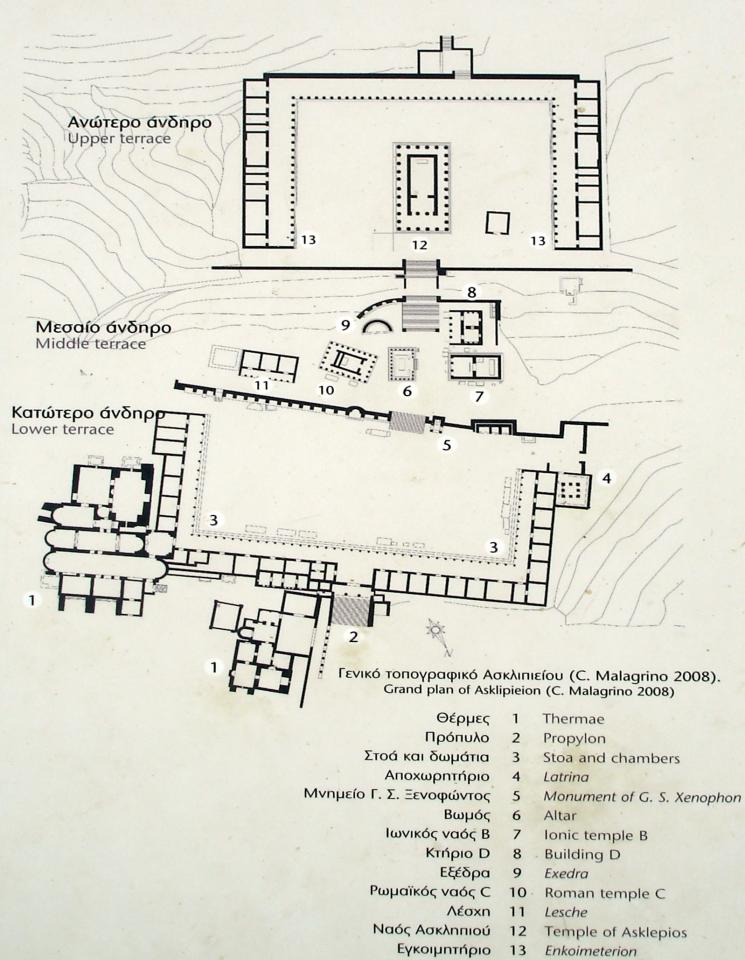 Ανώτερο άνδηρο
Upper terrace
13
12
13
8
9
Μεσαίο άνδηρο
Middle terrace
11
10
6
7
Κατώτερο άνδηρο
Lower terrace
5
4
3
3
1
2
1
Γενικό τοπογραφικό Ασκλιπιείου (C. Malagrino 2008).
Grand plan of Asklipieion (C. Malagrino 2008)
Θέρμες 1 Thermae
Πρόπυλο 2 Propylon
Στοά και δωμάτια 3 Stoa and chambers
Αποχωρητήριο 4 Latrina
Μνημείο Γ. Σ. Ξενοφώντος 5 Monument of G. S. Xenophon
Βωμός 6 Altar
Ιωνικός ναός Β 7 Ionic temple B
Κτήριο D 8 Building D
Εξέδρα 9 Exedra
Ρωμαϊκός ναός C 10 Roman temple C
Λέσχη 11 Lesche
Ναός Ασκληπιού 12 Temple of Asklepios
Εγκοιμητήριο 13 Enkoimeterion